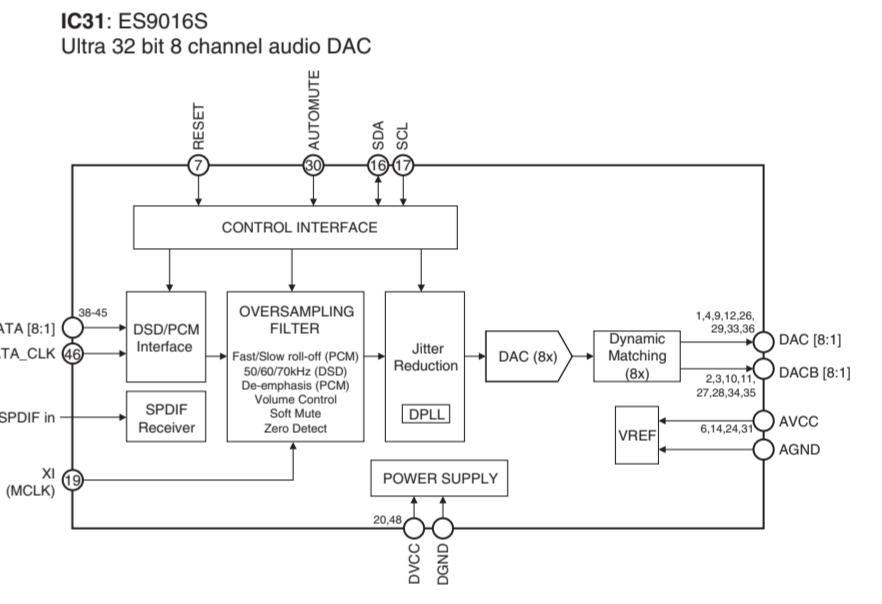 IC31: ES9016S
Ultra 32 bit 8 channel audio DAC
RESET
AUTOMUTE
SDA
SCL
7
30
16
17
CONTROL INTERFACE
38-45
ATA [8:1]
TA_CLK
46
DSD/PCM
Interface
OVERSAMPLING
FILTER
Fast/Slow roll-off (PCM)
50/60/70kHz (DSD)
De-emphasis (PCM)
Volume Control
Soft Mute
Zero Detect
Jitter
Reduction
DPLL
DAC (8x)
Dynamic
Matching
(8x)
1,4,9,12,26,
29,33,36
DAC [8:1]
DACB [8:1]
2,3,10,11,
27,28,34,35
SPDIF in
SPDIF
Receiver
VREF
6,14,24,31
AVCC
AGND
XI
(MCLK)
19
POWER SUPPLY
20,48
DVCC
DGND